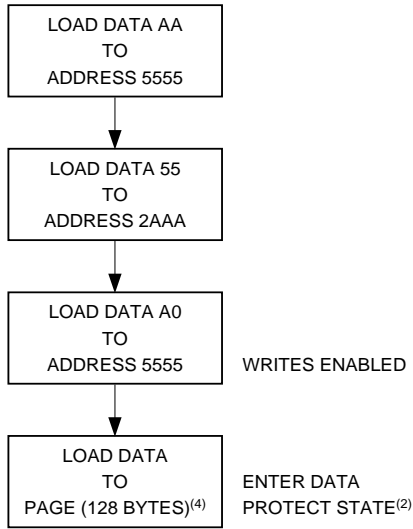 LOAD DATA AA
TO
ADDRESS 5555
LOAD DATA 55
TO
ADDRESS 2AAA
LOAD DATA A0
TO
ADDRESS 5555
WRITES ENABLED
LOAD DATA
TO
PAGE (128 BYTES)(4)
ENTER DATA
PROTECT STATE(2)